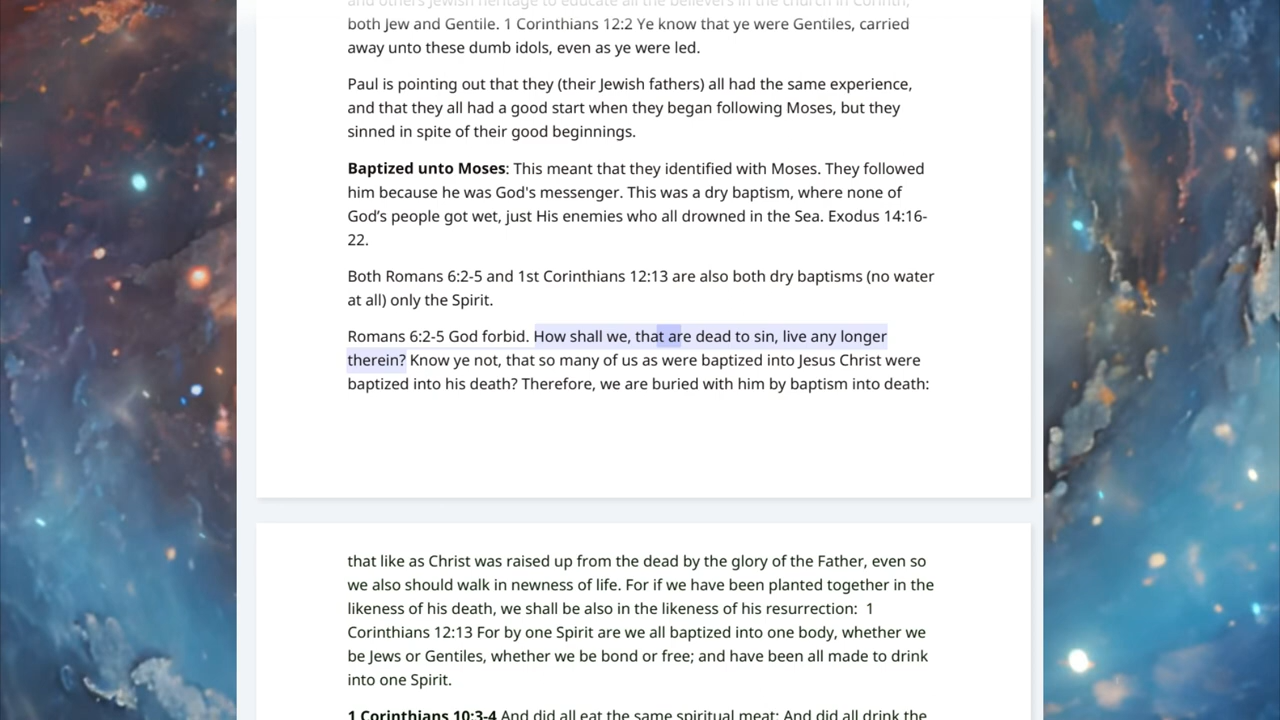 and others Jewish heritage to educate all the believers in the church in Corinth,
both Jew and Gentile. 1 Corinthians 12:2 Ye know that ye were Gentiles, carried
away unto these dumb idols, even as ye were led.
Paul is pointing out that they (their Jewish fathers) all had the same experience,
and that they all had a good start when they began following Moses, but they
sinned in spite of their good beginnings.
Baptized unto Moses: This meant that they identified with Moses. They followed
him because he was God's messenger. This was a dry baptism, where none of
God’s people got wet, just His enemies who all drowned in the Sea. Exodus 14:16-
22.
Both Romans 6:2-5 and 1st Corinthians 12:13 are also both dry baptisms (no water
at all) only the Spirit.
Romans 6:2-5 God forbid. How shall we, that are dead to sin, live any longer
therein? Know ye not, that so many of us as were baptized into Jesus Christ were
baptized into his death? Therefore, we are buried with him by baptism into death:
that like as Christ was raised up from the dead by the glory of the Father, even so
we also should walk in newness of life. For if we have been planted together in the
likeness of his death, we shall be also in the likeness of his resurrection:  1
Corinthians 12:13 For by one Spirit are we all baptized into one body, whether we
be Jews or Gentiles, whether we be bond or free; and have been all made to drink
into one Spirit.
1 Corinthians 10:3-4 And did all eat the same spiritual meat; And did all drink the